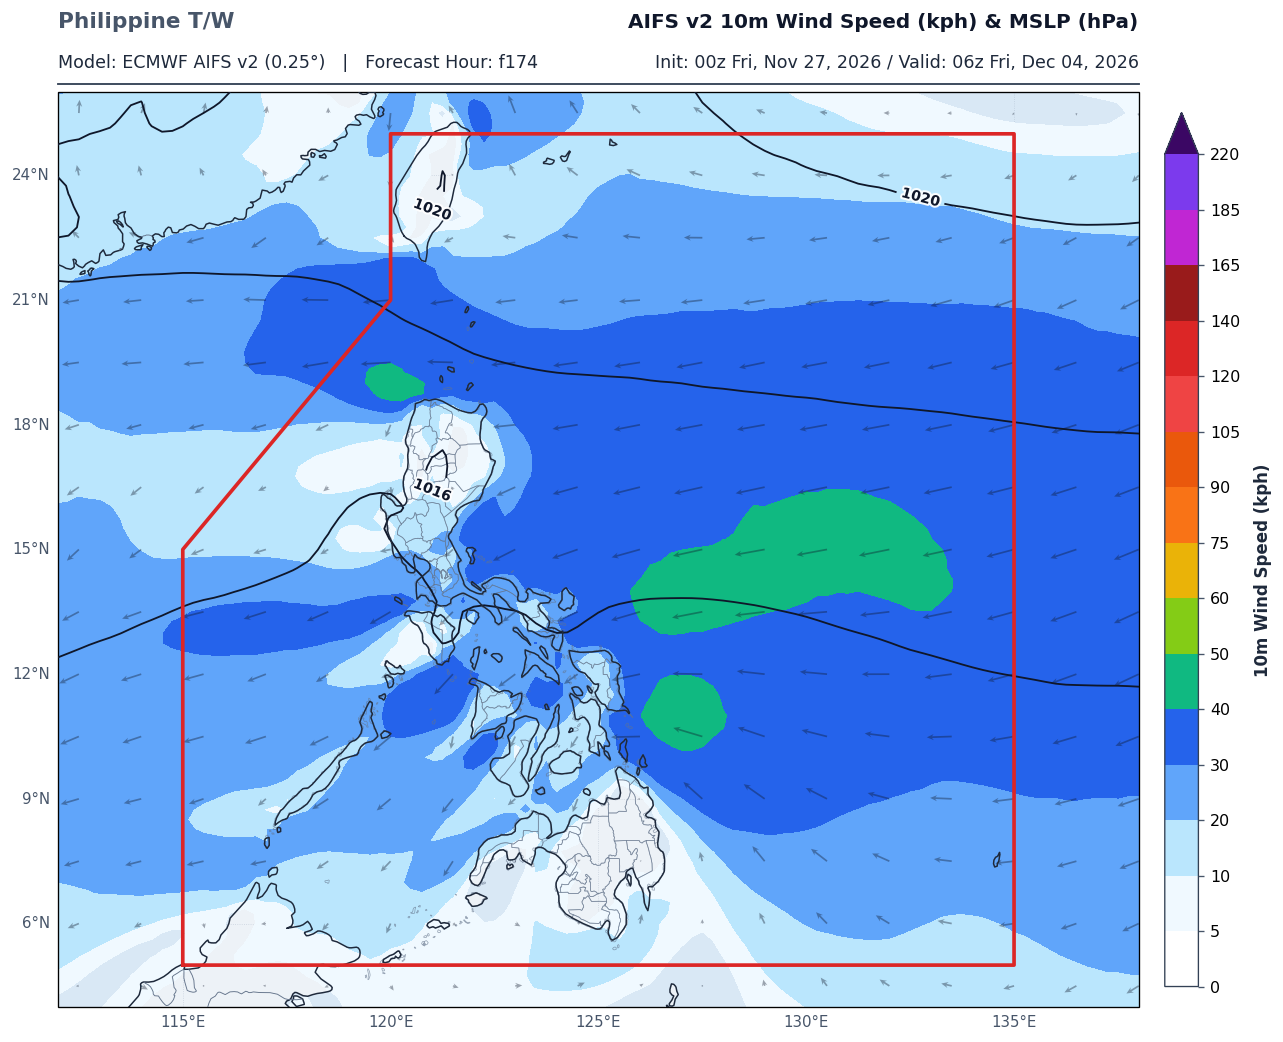 Philippine T/W
AIFS v2 10m Wind Speed (kph) & MSLP (hPa)
Model: ECMWF AIFS v2 (0.25°) | Forecast Hour: f174
Init: 00z Fri, Nov 27, 2026 / Valid: 06z Fri, Dec 04, 2026
24°N
21°N
18°N
15°N
12°N
9°N
6°N
1020
1020
1016
115°E
120°E
125°E
130°E
135°E
220
185
165
140
120
105
90
75
60
50
40
30
20
10
5
0
10m Wind Speed (kph)